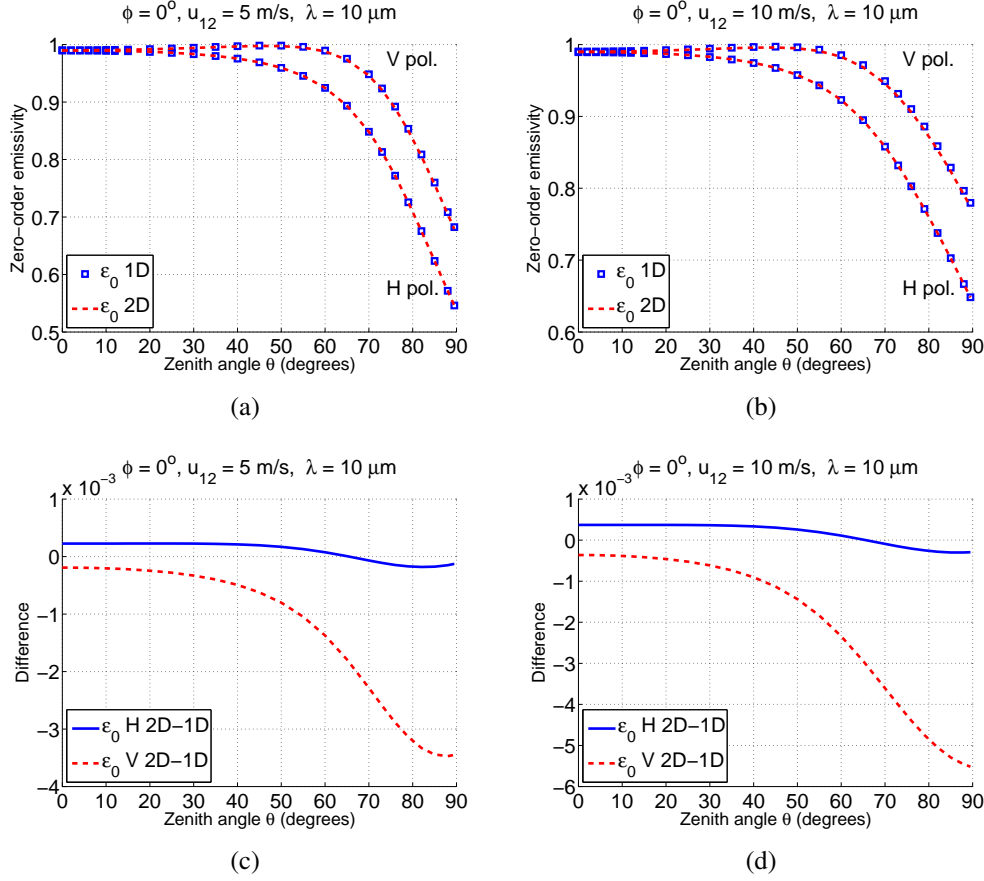 ϕ = 0°, u₁₂ = 5 m/s, λ = 10 μm
Zero-order emissivity
1
0.9
0.8
0.7
0.6
0.5
V pol.
H pol.
ε₀ 1D
ε₀ 2D
0 10 20 30 40 50 60 70 80 90
Zenith angle θ (degrees)
(a)
ϕ = 0°, u₁₂ = 10 m/s, λ = 10 μm
Zero-order emissivity
1
0.9
0.8
0.7
0.6
V pol.
H pol.
ε₀ 1D
ε₀ 2D
0 10 20 30 40 50 60 70 80 90
Zenith angle θ (degrees)
(b)
ϕ = 0°, u₁₂ = 5 m/s, λ = 10 μm
x 10⁻³
Difference
1
0
−1
−2
−3
−4
ε₀ H 2D−1D
ε₀ V 2D−1D
0 10 20 30 40 50 60 70 80 90
Zenith angle θ (degrees)
(c)
ϕ = 0°, u₁₂ = 10 m/s, λ = 10 μm
x 10⁻³
Difference
1
0
−1
−2
−3
−4
−5
−6
ε₀ H 2D−1D
ε₀ V 2D−1D
0 10 20 30 40 50 60 70 80 90
Zenith angle θ (degrees)
(d)